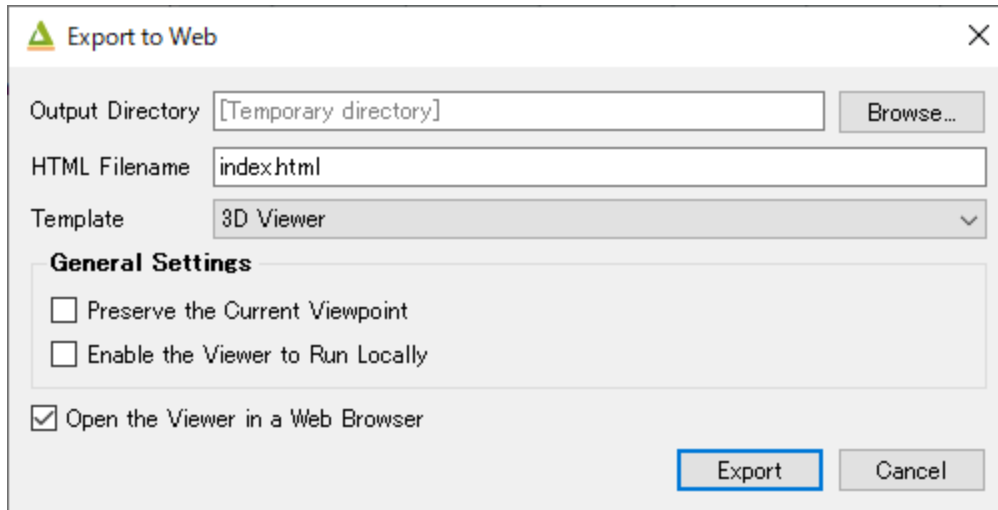 Export to Web
Output Directory [Temporary directory] Browse...
HTML Filename index.html
Template 3D Viewer
General Settings
Preserve the Current Viewpoint
Enable the Viewer to Run Locally
Open the Viewer in a Web Browser
Export Cancel